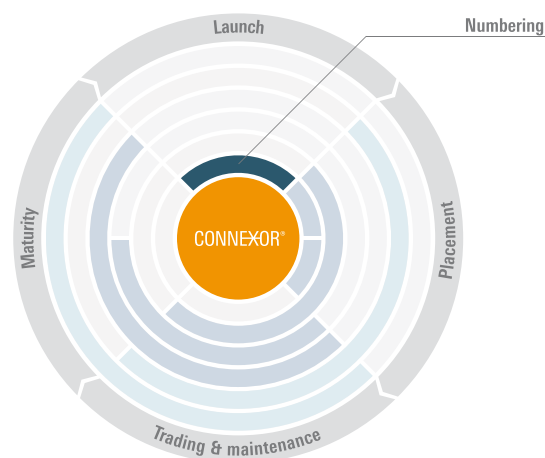 Launch
Numbering
Maturity
CONNEXOR®
Placement
Trading & maintenance